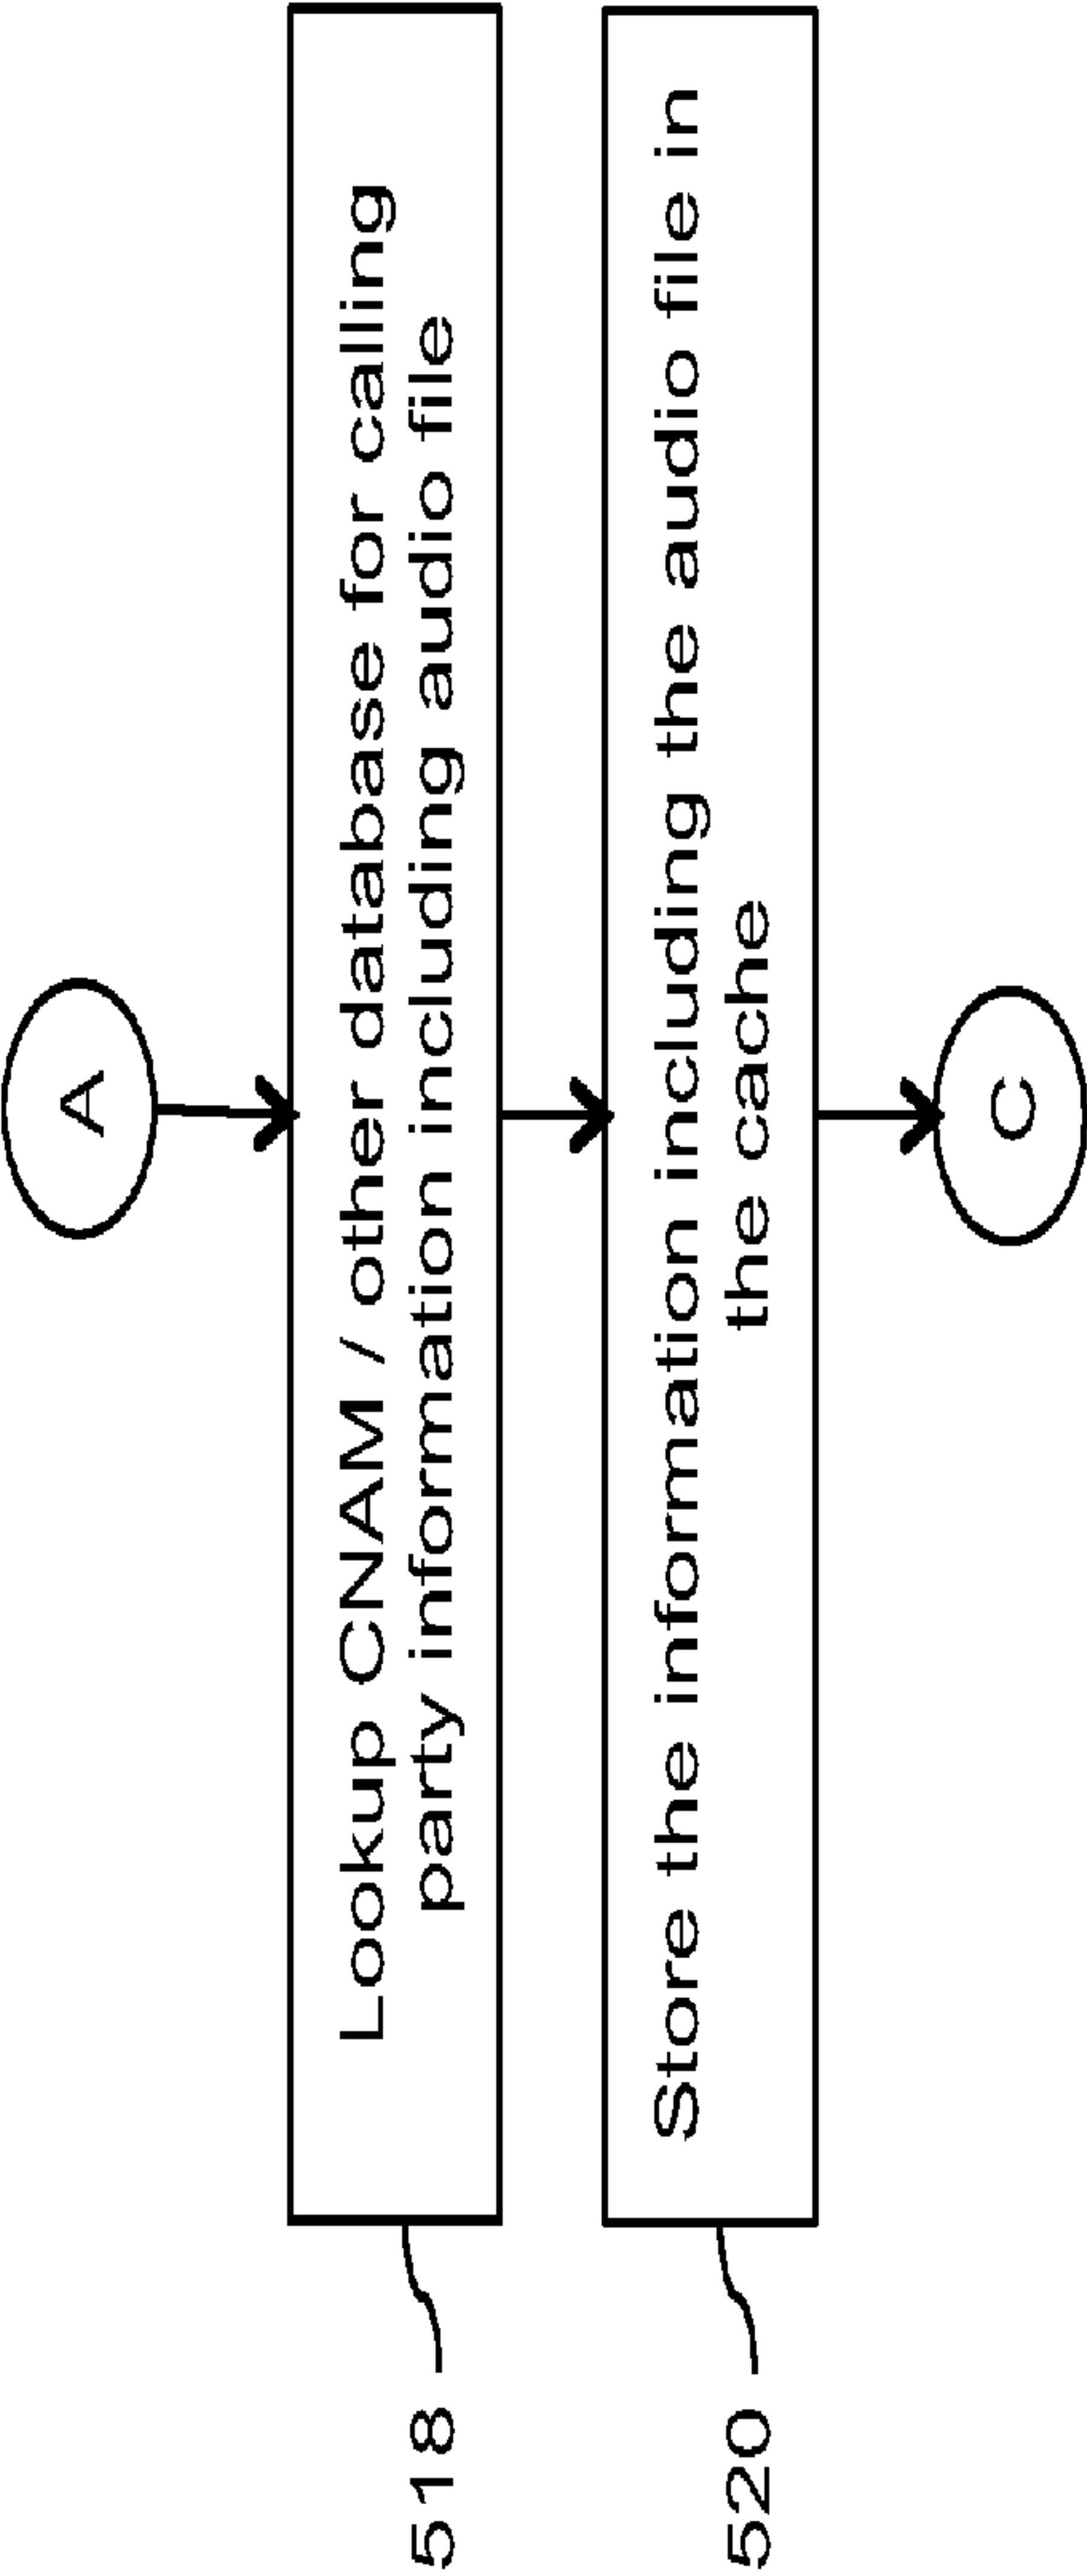 A
Lookup CNAM / other database for calling
party information including audio file
518
Store the information including the audio file in
the cache
520
C